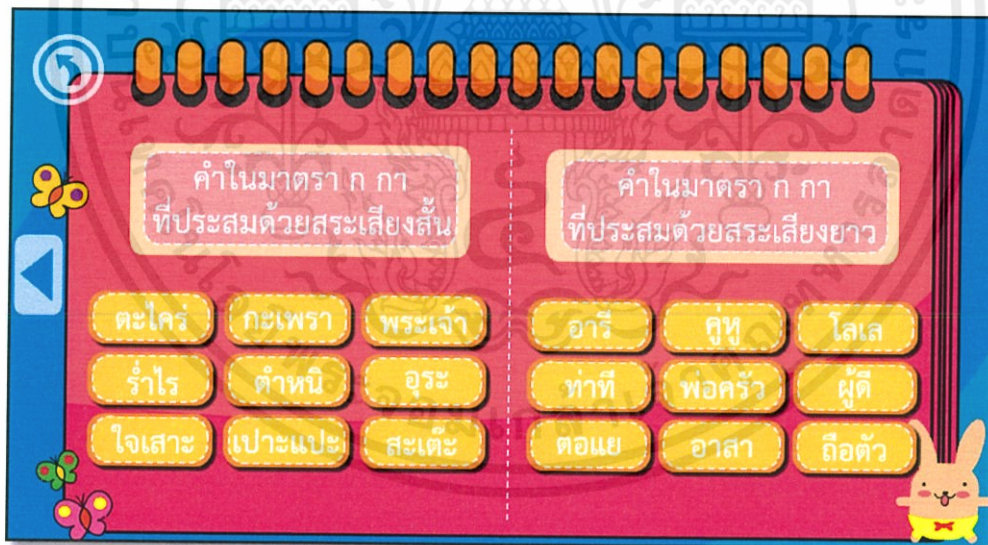 คำในมาตรา ก กา
ที่ประสมด้วยสระเสียงสั้น
ตะไคร่ กะเพรา พระเจ้า
ร่ำไร ตำหนิ อุระ
ใจเสาะ เปาะแปะ สะเต๊ะ
คำในมาตรา ก กา
ที่ประสมด้วยสระเสียงยาว
อารี คู่หู โลเล
ท่าที พ่อครัว ผู้ดี
ตอแย อาสา ถือตัว